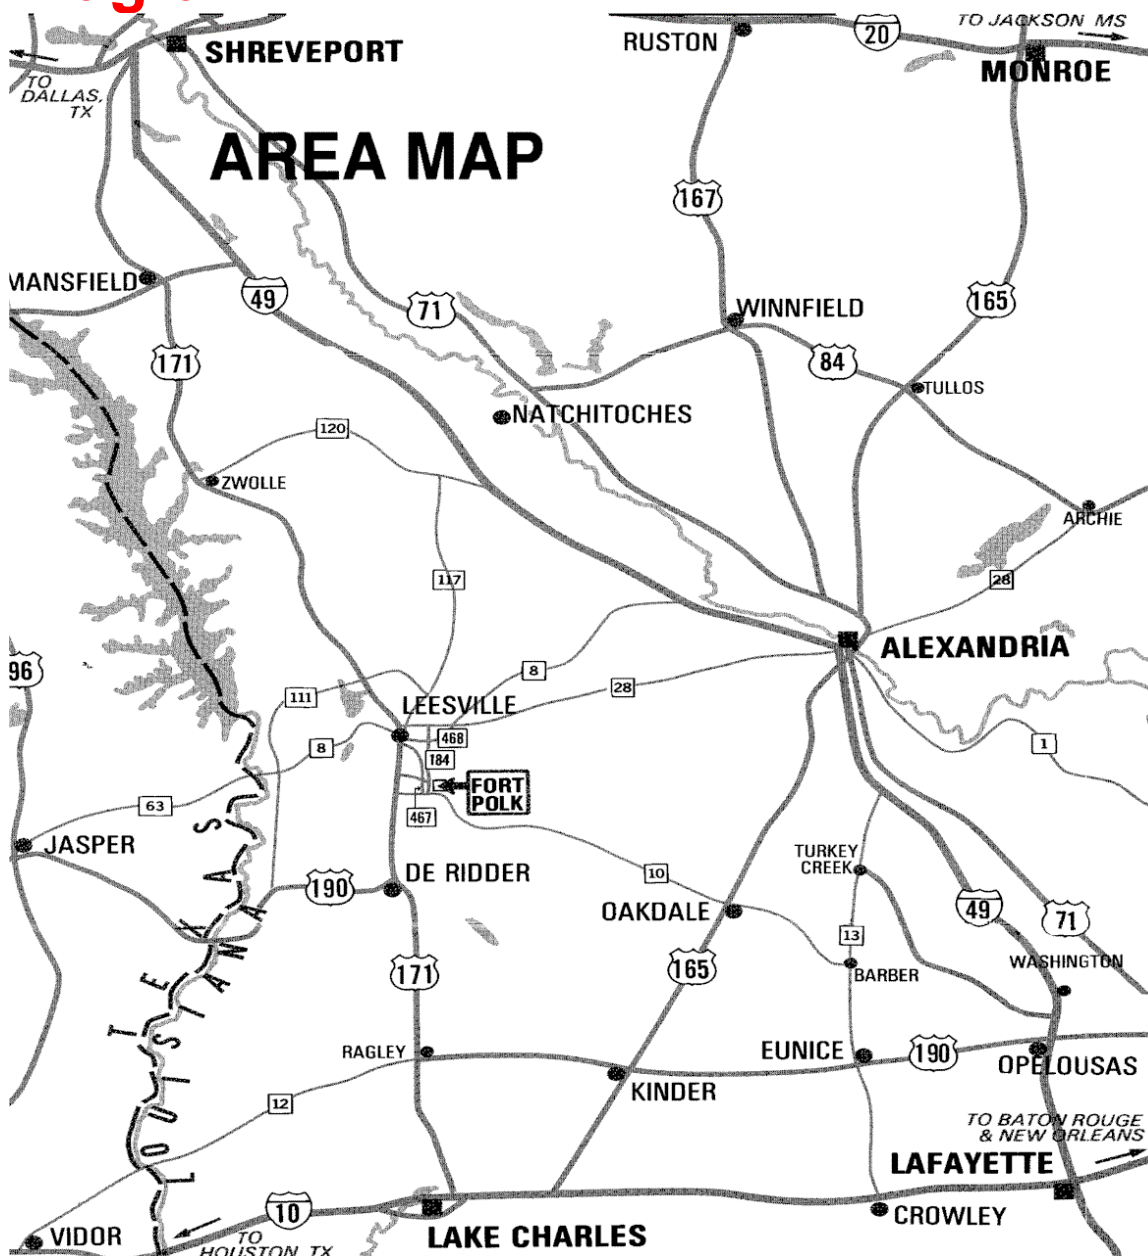 TO JACKSON MS
SHREVEPORT
RUSTON
20
MONROE
TO
DALLAS,
TX
AREA MAP
167
MANSFIELD
49
71
WINNFIELD
165
171
84
TULLOS
NATCHITOCHES
120
ZWOLLE
ARCHIE
117
28
96
ALEXANDRIA
8
28
111
LEESVILLE
468
8
184
1
FORT
POLK
63
467
JASPER
TURKEY
CREEK
DE RIDDER
10
190
OAKDALE
49
71
13
WASHINGTON
165
171
BARBER
TEXAS
LOUISIANA
RAGLEY
EUNICE
190
OPELOUSAS
KINDER
12
TO BATON ROUGE
& NEW ORLEANS
LAFAYETTE
10
CROWLEY
VIDOR
TO
HOUSTON, TX
LAKE CHARLES